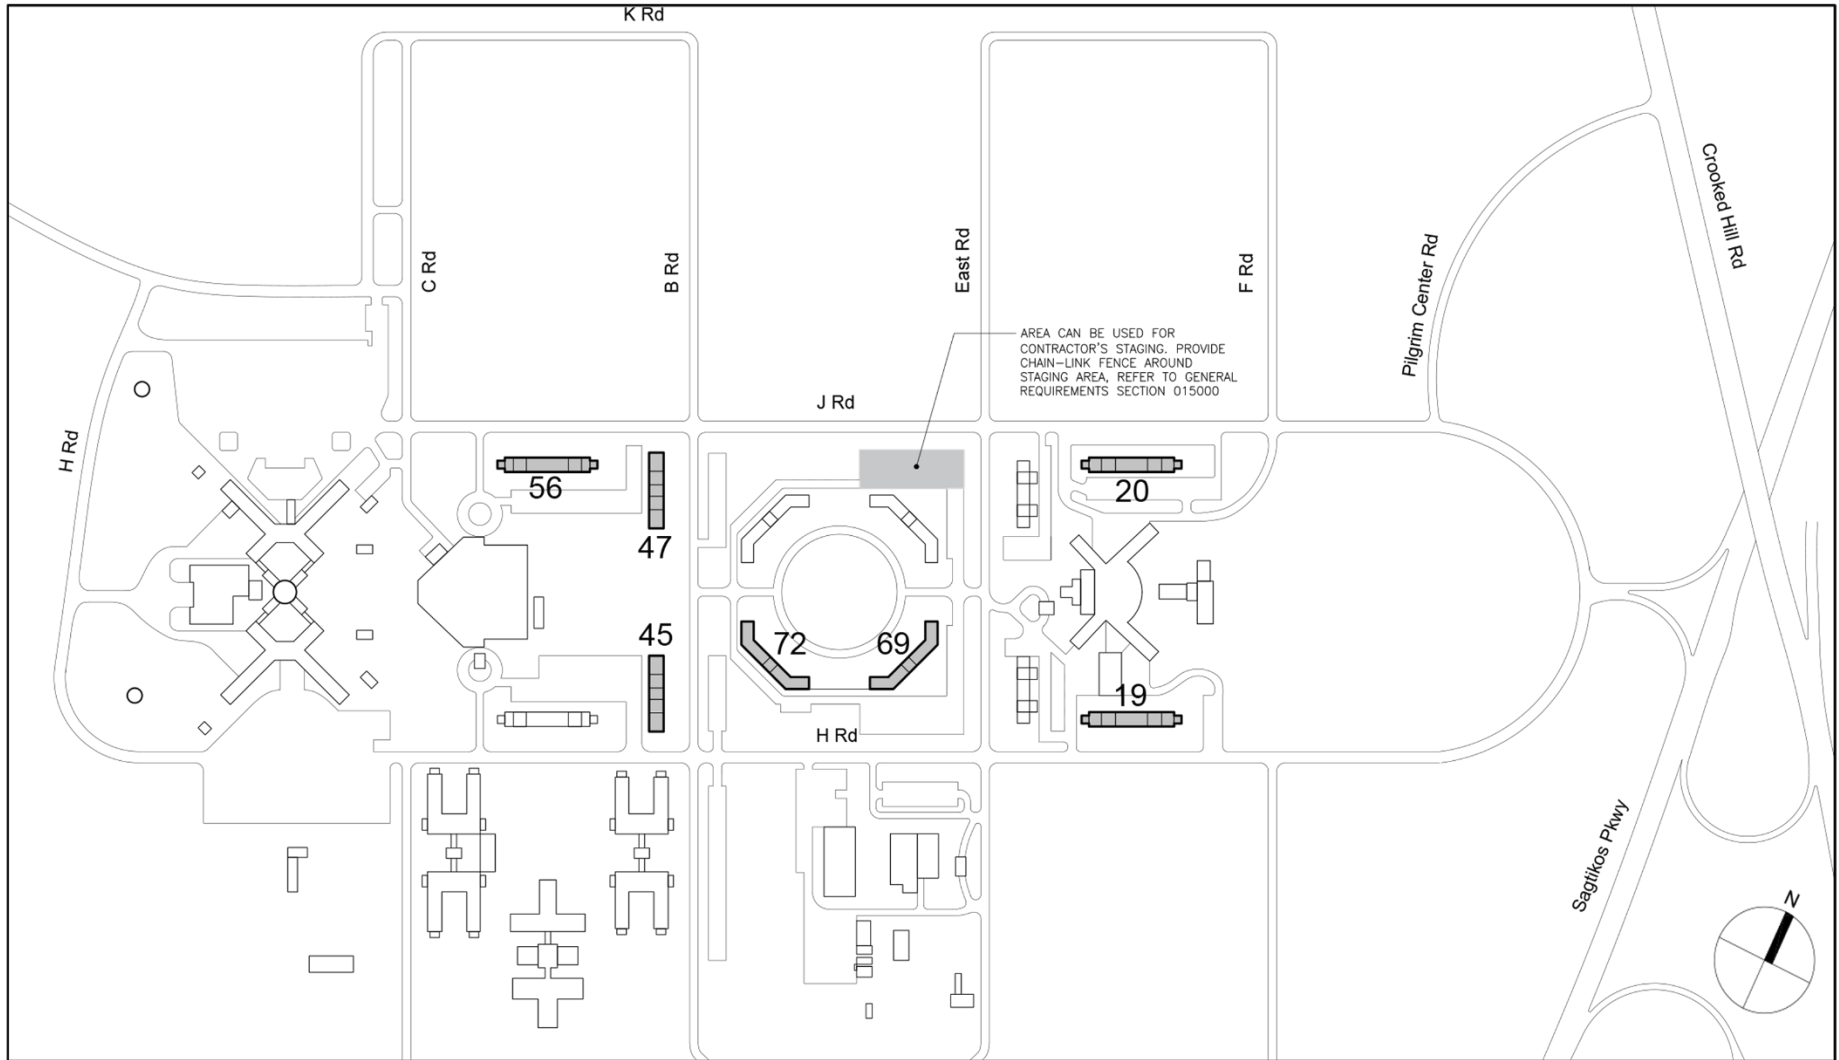 K Rd
Crooked Hill Rd
C Rd
B Rd
East Rd
F Rd
Pilgrim Center Rd
AREA CAN BE USED FOR
CONTRACTOR'S STAGING. PROVIDE
CHAIN-LINK FENCE AROUND
STAGING AREA, REFER TO GENERAL
REQUIREMENTS SECTION 015000
J Rd
H Rd
56
20
47
45
72
69
19
H Rd
Sagtikos Pkwy
N